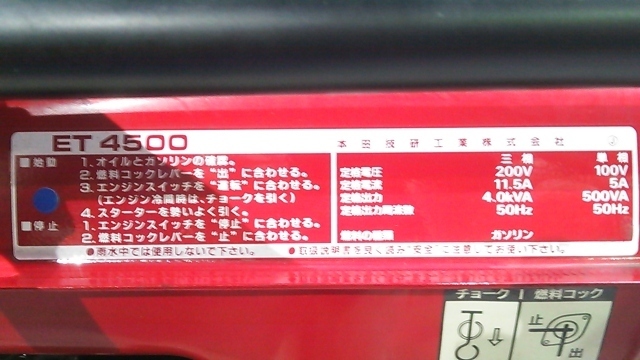 ET 4500
本田技研工業株式会社 ②
■始動
1. オイルとガソリンの確認。
2. 燃料コックレバーを“出”に合わせる。
3. エンジンスイッチを“運転”に合わせる。
(エンジン冷間時は、チョークを引く)
4. スターターを勢いよく引く。
■停止
1. エンジンスイッチを“停止”に合わせる。
2. 燃料コックレバーを“止”に合わせる。
三相 単相
定格電圧 200V 100V
定格電流 11.5A 5A
定格出力 4.0kVA 500VA
定格出力周波数 50Hz 50Hz
燃料の種類 ガソリン
●雨水中では使用しないで下さい。 ●取扱説明書を良く読み“安全”に注意してお使い下さい。
チョーク 燃料コック
止
出